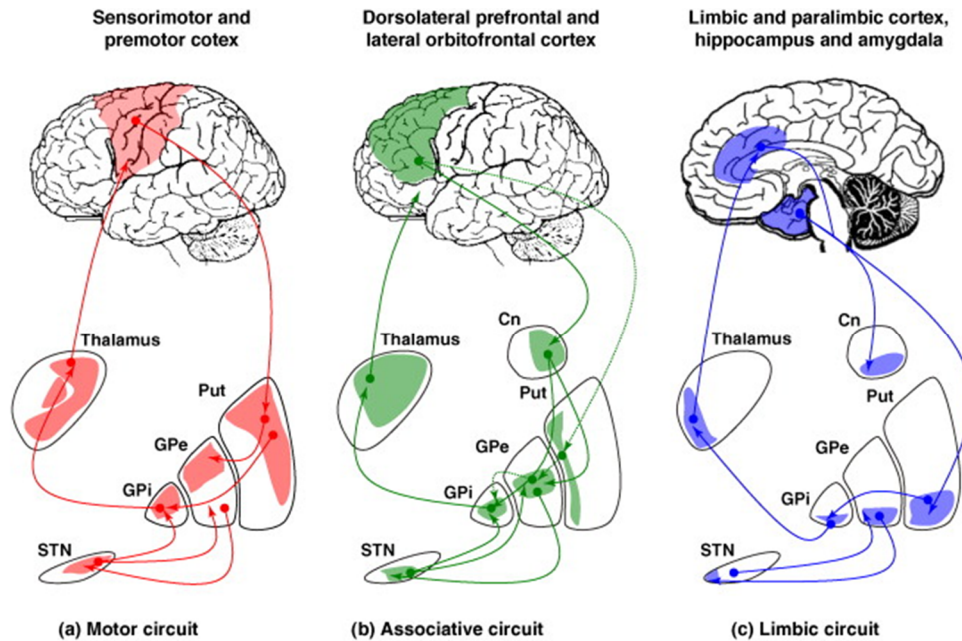 Sensorimotor and
premotor cotex
Dorsolateral prefrontal and
lateral orbitofrontal cortex
Limbic and paralimbic cortex,
hippocampus and amygdala
Thalamus
Put
GPe
GPi
STN
Thalamus
Cn
Put
GPe
GPi
STN
Thalamus
Cn
Put
GPe
GPi
STN
(a) Motor circuit
(b) Associative circuit
(c) Limbic circuit